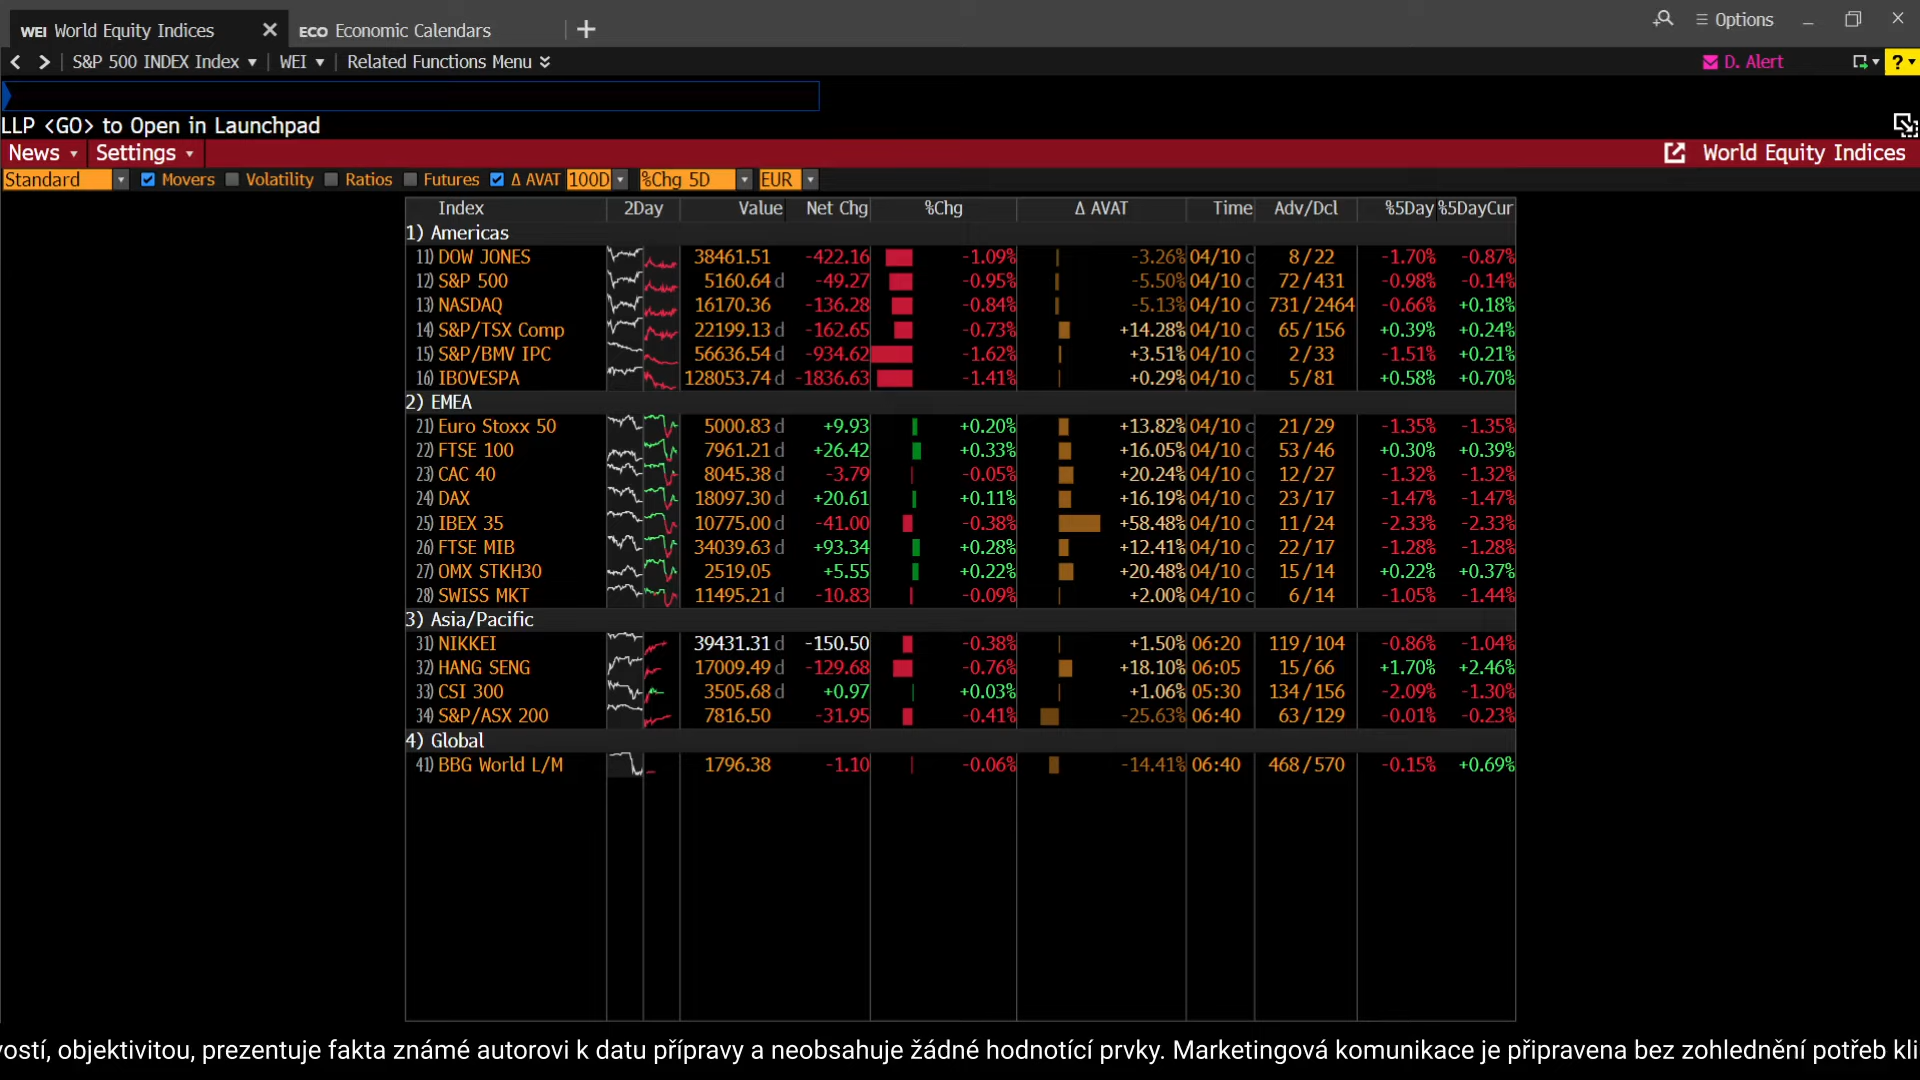 WEI World Equity Indices ✕ ECO Economic Calendars + Options
S&P 500 INDEX Index WEI Related Functions Menu D. Alert ?
LLP <GO> to Open in Launchpad
News Settings World Equity Indices
Standard Movers Volatility Ratios Futures Δ AVAT 100D %Chg 5D EUR
Index 2Day Value Net Chg %Chg Δ AVAT Time Adv/Dcl %5Day %5DayCur
1) Americas
11) DOW JONES 38461.51 -422.16 -1.09% -3.26% 04/10 c 8/22 -1.70% -0.87%
12) S&P 500 5160.64 d -49.27 -0.95% -5.50% 04/10 c 72/431 -0.98% -0.14%
13) NASDAQ 16170.36 -136.28 -0.84% -5.13% 04/10 c 731/2464 -0.66% +0.18%
14) S&P/TSX Comp 22199.13 d -162.65 -0.73% +14.28% 04/10 c 65/156 +0.39% +0.24%
15) S&P/BMV IPC 56636.54 d -934.62 -1.62% +3.51% 04/10 c 2/33 -1.51% +0.21%
16) IBOVESPA 128053.74 d -1836.63 -1.41% +0.29% 04/10 c 5/81 +0.58% +0.70%
2) EMEA
21) Euro Stoxx 50 5000.83 d +9.93 +0.20% +13.82% 04/10 c 21/29 -1.35% -1.35%
22) FTSE 100 7961.21 d +26.42 +0.33% +16.05% 04/10 c 53/46 +0.30% +0.39%
23) CAC 40 8045.38 d -3.79 -0.05% +20.24% 04/10 c 12/27 -1.32% -1.32%
24) DAX 18097.30 d +20.61 +0.11% +16.19% 04/10 c 23/17 -1.47% -1.47%
25) IBEX 35 10775.00 d -41.00 -0.38% +58.48% 04/10 c 11/24 -2.33% -2.33%
26) FTSE MIB 34039.63 d +93.34 +0.28% +12.41% 04/10 c 22/17 -1.28% -1.28%
27) OMX STKH30 2519.05 +5.55 +0.22% +20.48% 04/10 c 15/14 +0.22% +0.37%
28) SWISS MKT 11495.21 d -10.83 -0.09% +2.00% 04/10 c 6/14 -1.05% -1.44%
3) Asia/Pacific
31) NIKKEI 39431.31 d -150.50 -0.38% +1.50% 06:20 119/104 -0.86% -1.04%
32) HANG SENG 17009.49 d -129.68 -0.76% +18.10% 06:05 15/66 +1.70% +2.46%
33) CSI 300 3505.68 d +0.97 +0.03% +1.06% 05:30 134/156 -2.09% -1.30%
34) S&P/ASX 200 7816.50 -31.95 -0.41% -25.63% 06:40 63/129 -0.01% -0.23%
4) Global
41) BBG World L/M 1796.38 -1.10 -0.06% -14.41% 06:40 468/570 -0.15% +0.69%
vostí, objektivitou, prezentuje fakta známé autorovi k datu přípravy a neobsahuje žádné hodnotící prvky. Marketingová komunikace je připravena bez zohlednění potřeb kli